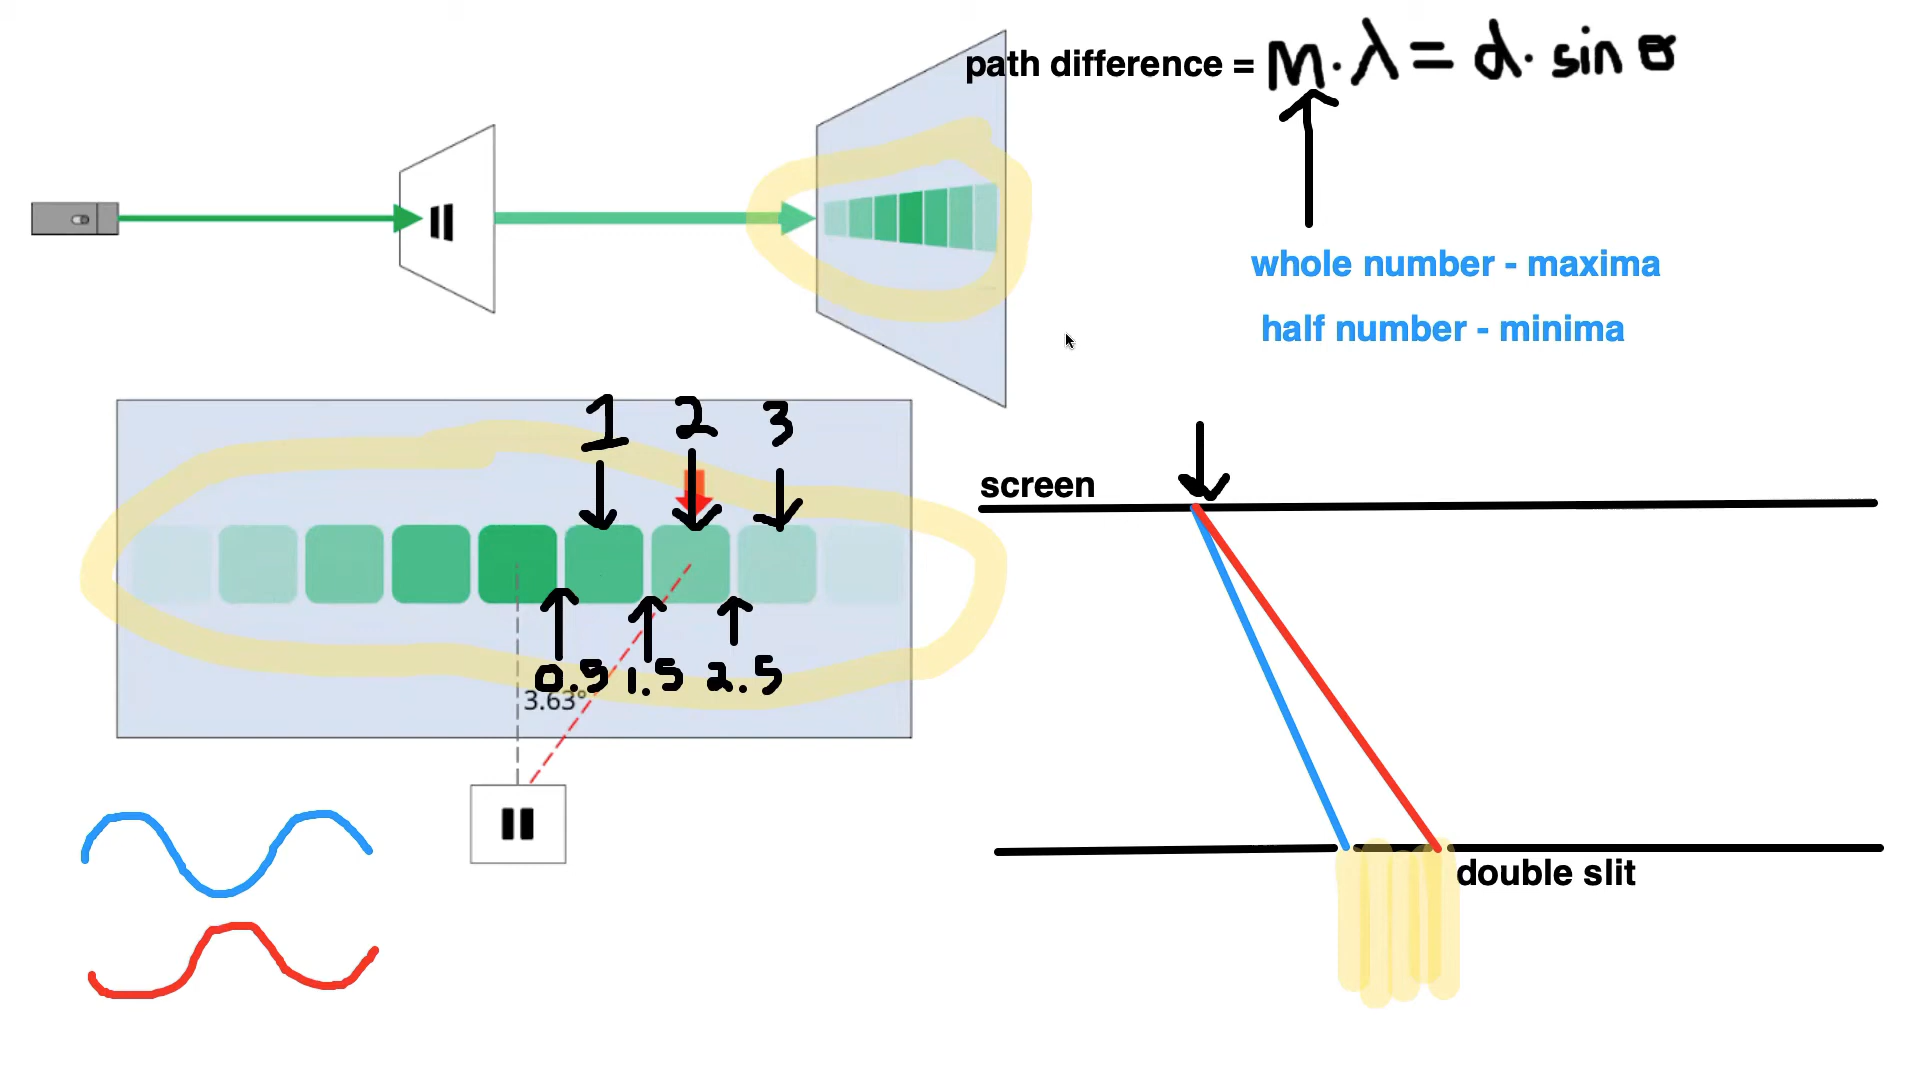 path difference = m · λ = d · sin θ
whole number - maxima
half number - minima
1 2 3
0.5 1.5 2.5
3.63°
screen
double slit